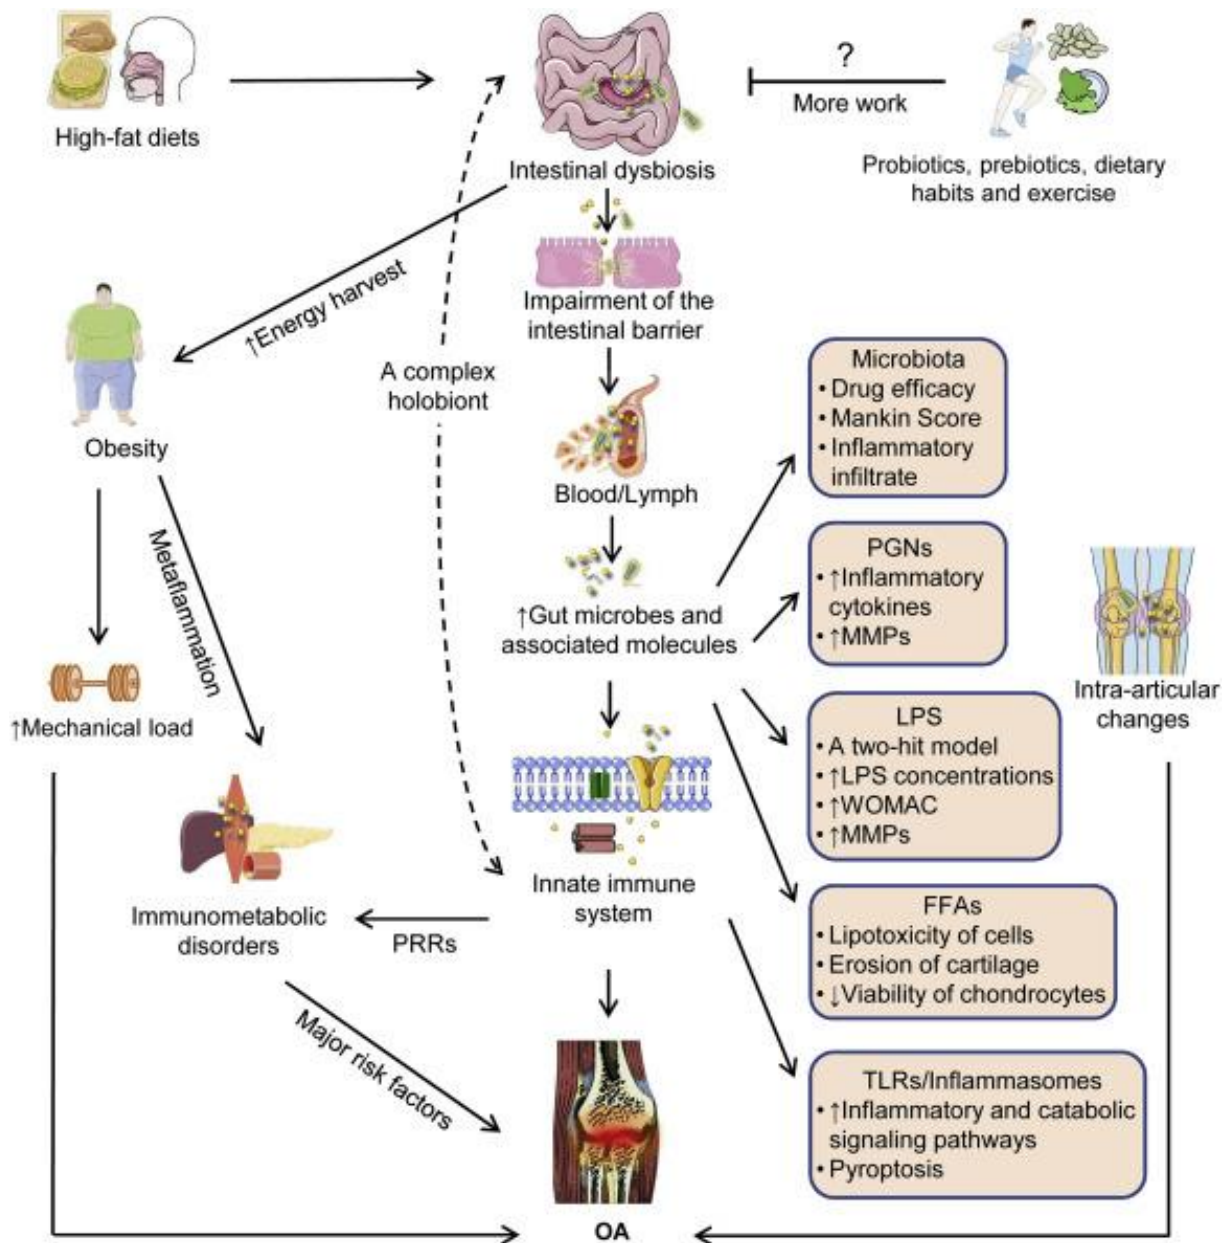 High-fat diets
Intestinal dysbiosis
?
More work
Probiotics, prebiotics, dietary
habits and exercise
↑Energy harvest
Impairment of the
intestinal barrier
A complex
holobiont
Obesity
Blood/Lymph
Metaflammation
↑Mechanical load
↑Gut microbes and
associated molecules
Microbiota
• Drug efficacy
• Mankin Score
• Inflammatory
infiltrate
PGNs
• ↑Inflammatory
cytokines
• ↑MMPs
LPS
• A two-hit model
• ↑LPS concentrations
• ↑WOMAC
• ↑MMPs
Intra-articular
changes
Innate immune
system
PRRs
Immunometabolic
disorders
Major risk factors
FFAs
• Lipotoxicity of cells
• Erosion of cartilage
• ↓Viability of chondrocytes
TLRs/Inflammasomes
• ↑Inflammatory and catabolic
signaling pathways
• Pyroptosis
OA